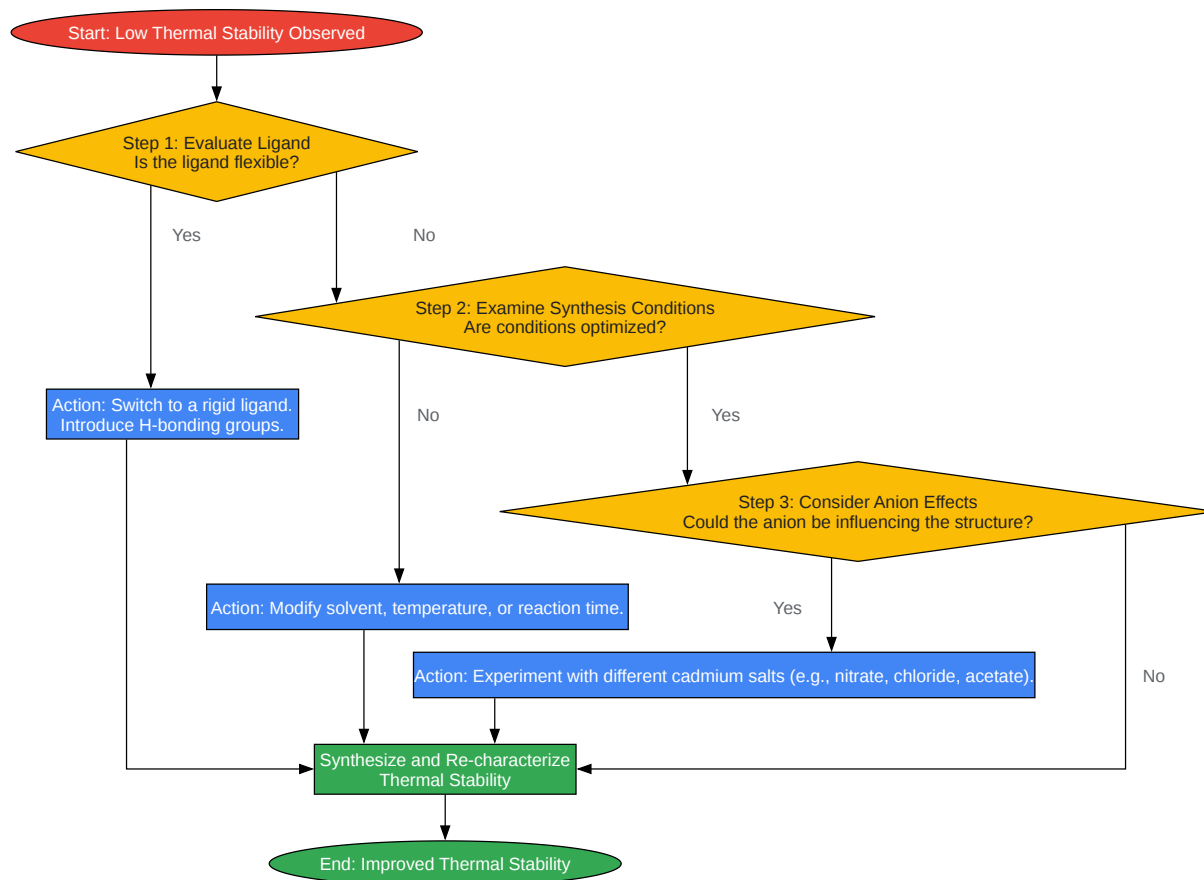 Start: Low Thermal Stability Observed
Step 1: Evaluate Ligand
Is the ligand flexible?
Yes
No
Step 2: Examine Synthesis Conditions
Are conditions optimized?
Action: Switch to a rigid ligand.
Introduce H-bonding groups.
No
Yes
Step 3: Consider Anion Effects
Could the anion be influencing the structure?
Action: Modify solvent, temperature, or reaction time.
Yes
Action: Experiment with different cadmium salts (e.g., nitrate, chloride, acetate).
No
Synthesize and Re-characterize
Thermal Stability
End: Improved Thermal Stability